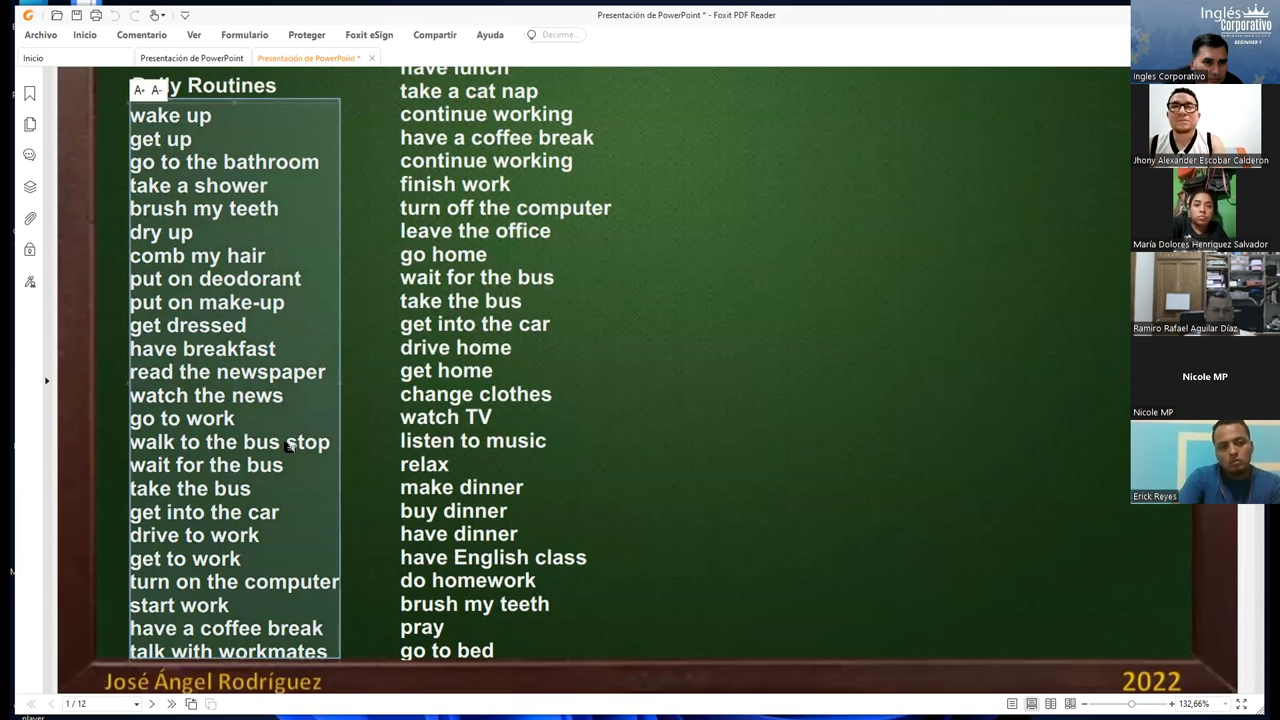 Presentación de PowerPoint * - Foxit PDF Reader
Archivo Inicio Comentario Ver Formulario Proteger Foxit eSign Compartir Ayuda Decirme...
Inicio Presentación de PowerPoint Presentación de PowerPoint *
A+ A-
Routines
wake up
get up
go to the bathroom
take a shower
brush my teeth
dry up
comb my hair
put on deodorant
put on make-up
get dressed
have breakfast
read the newspaper
watch the news
go to work
walk to the bus stop
wait for the bus
take the bus
get into the car
drive to work
get to work
turn on the computer
start work
have a coffee break
talk with workmates
have lunch
take a cat nap
continue working
have a coffee break
continue working
finish work
turn off the computer
leave the office
go home
wait for the bus
take the bus
get into the car
drive home
get home
change clothes
watch TV
listen to music
relax
make dinner
buy dinner
have dinner
have English class
do homework
brush my teeth
pray
go to bed
José Ángel Rodríguez
2022
1 / 12
132,66%
Inglés
Corporativo
BEGINNER 1
Ingles Corporativo
Jhony Alexander Escobar Calderon
María Dolores Henriquez Salvador
Ramiro Rafael Aguilar Díaz
Nicole MP
Nicole MP
Erick Reyes